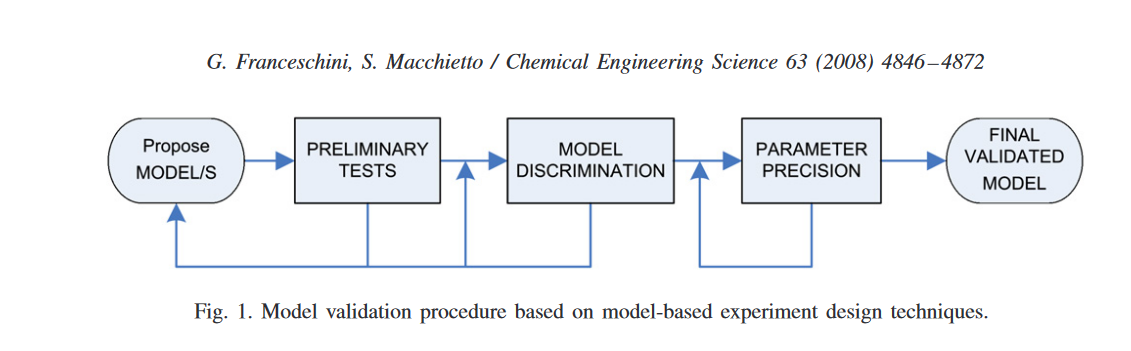 G. Franceschini, S. Macchietto / Chemical Engineering Science 63 (2008) 4846–4872
Propose
MODEL/S
PRELIMINARY
TESTS
MODEL
DISCRIMINATION
PARAMETER
PRECISION
FINAL
VALIDATED
MODEL
Fig. 1. Model validation procedure based on model-based experiment design techniques.